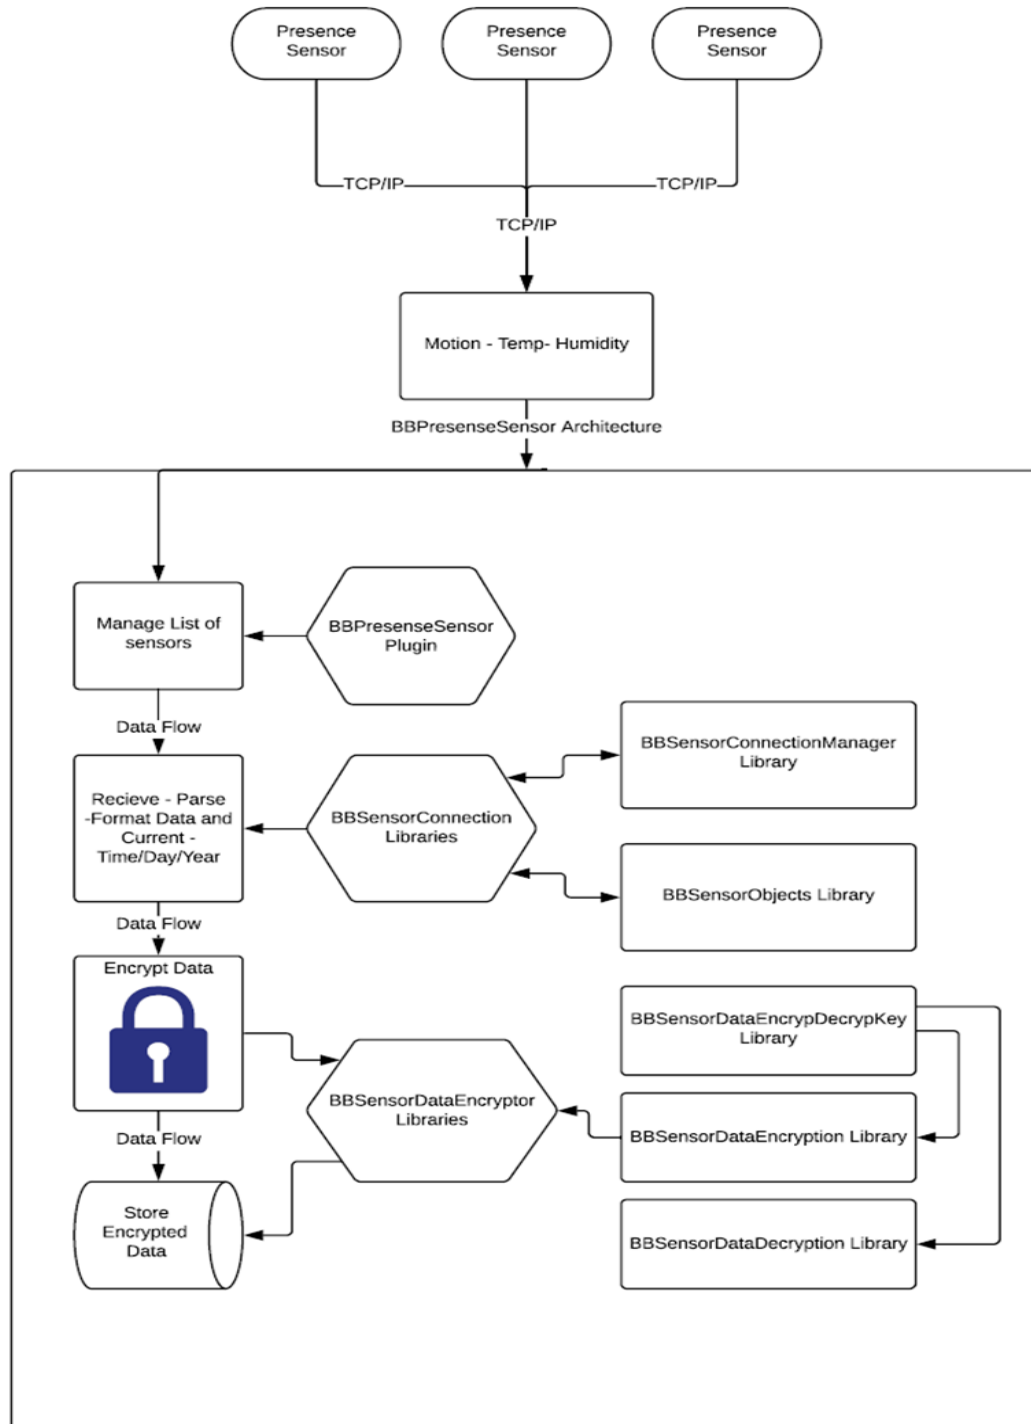 Presence
Sensor
Presence
Sensor
Presence
Sensor
TCP/IP
TCP/IP
TCP/IP
Motion - Temp- Humidity
BBPresenseSensor Architecture
Manage List of
sensors
BBPresenseSensor
Plugin
Data Flow
Recieve - Parse
-Format Data and
Current -
Time/Day/Year
BBSensorConnection
Libraries
BBSensorConnectionManager
Library
BBSensorObjects Library
Data Flow
Encrypt Data
BBSensorDataEncrypDecrypKey
Library
BBSensorDataEncryptor
Libraries
BBSensorDataEncryption Library
Data Flow
Store
Encrypted
Data
BBSensorDataDecryption Library